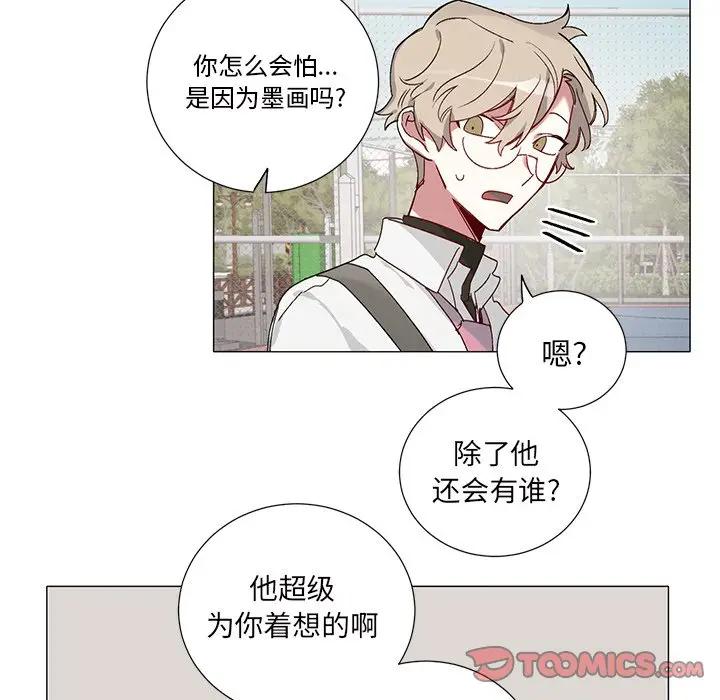 你怎么会怕...
是因为墨画吗?
嗯?
除了他
还会有谁?
他超级
为你着想的啊
TOOMICS.COM